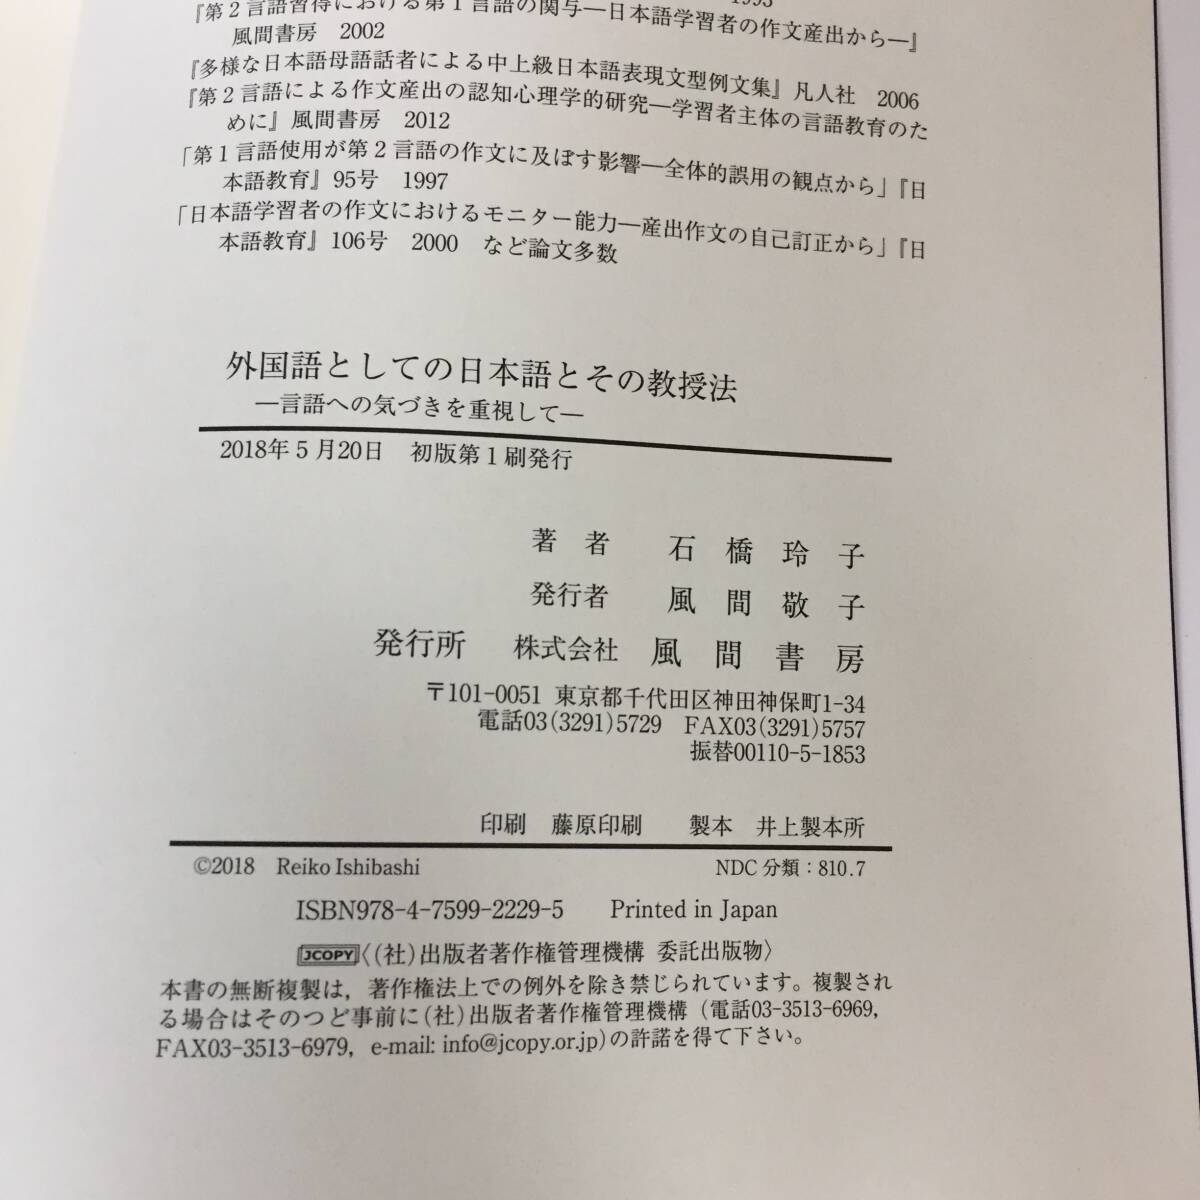 1993
『第2言語習得における第1言語の関与―日本語学習者の作文産出から―』
風間書房 2002
『多様な日本語母語話者による中上級日本語表現文型例文集』凡人社 2006
『第2言語による作文産出の認知心理学的研究―学習者主体の言語教育のた
めに』風間書房 2012
「第1言語使用が第2言語の作文に及ぼす影響―全体的誤用の観点から」『日
本語教育』95号 1997
「日本語学習者の作文におけるモニター能力―産出作文の自己訂正から」『日
本語教育』106号 2000 など論文多数
外国語としての日本語とその教授法
―言語への気づきを重視して―
2018年5月20日 初版第1刷発行
著者 石橋玲子
発行者 風間敬子
発行所 株式会社 風間書房
〒101-0051 東京都千代田区神田神保町1-34
電話03(3291)5729 FAX03(3291)5757
振替00110-5-1853
印刷 藤原印刷 製本 井上製本所
©2018 Reiko Ishibashi NDC分類:810.7
ISBN978-4-7599-2229-5 Printed in Japan
JCOPY〈(社)出版者著作権管理機構 委託出版物〉
本書の無断複製は，著作権法上での例外を除き禁じられています。複製され
る場合はそのつど事前に(社)出版者著作権管理機構(電話03-3513-6969，
FAX03-3513-6979，e-mail: info@jcopy.or.jp)の許諾を得て下さい。